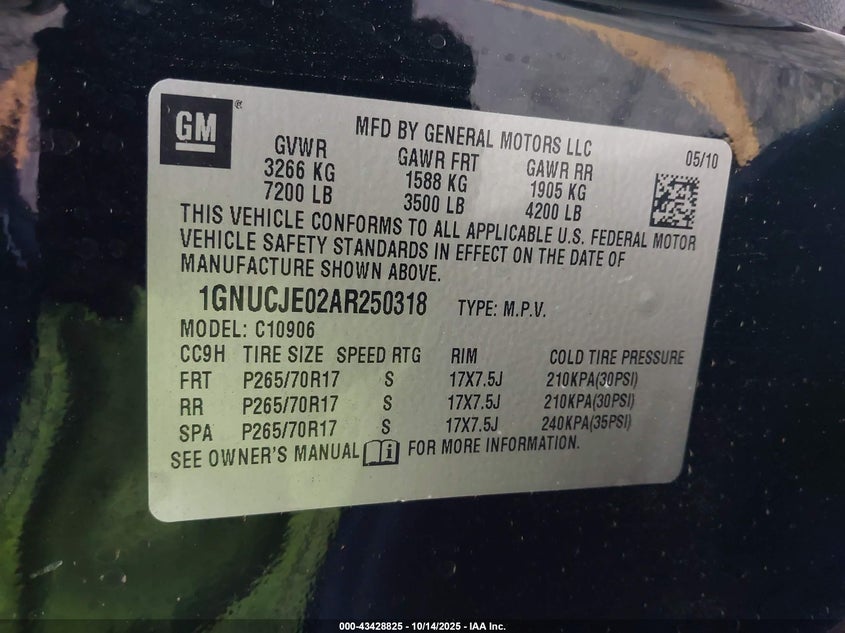 GM ®
MFD BY GENERAL MOTORS LLC 05/10
GVWR GAWR FRT GAWR RR
3266 KG 1588 KG 1905 KG
7200 LB 3500 LB 4200 LB
THIS VEHICLE CONFORMS TO ALL APPLICABLE U.S. FEDERAL MOTOR
VEHICLE SAFETY STANDARDS IN EFFECT ON THE DATE OF
MANUFACTURE SHOWN ABOVE.
1GNUCJE02AR250318 TYPE: M.P.V.
MODEL: C10906
CC9H TIRE SIZE SPEED RTG RIM COLD TIRE PRESSURE
FRT P265/70R17 S 17X7.5J 210KPA(30PSI)
RR P265/70R17 S 17X7.5J 210KPA(30PSI)
SPA P265/70R17 S 17X7.5J 240KPA(35PSI)
SEE OWNER'S MANUAL FOR MORE INFORMATION.
000-43428825 - 10/14/2025 - IAA Inc.